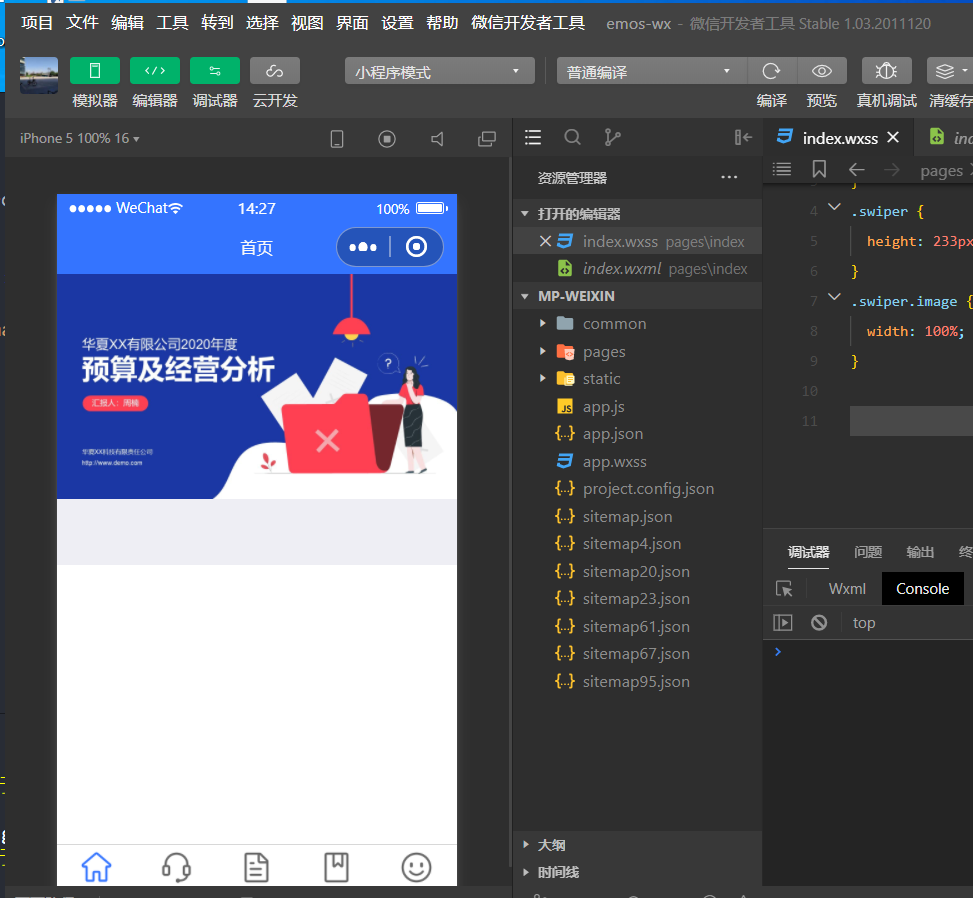 项目 文件 编辑 工具 转到 选择 视图 界面 设置 帮助 微信开发者工具 emos-wx - 微信开发者工具 Stable 1.03.2011120
小程序模式
普通编译
模拟器 编辑器 调试器 云开发
编译 预览 真机调试 清缓存
iPhone 5 100% 16
WeChat 14:27 100%
首页
华夏XX有限公司2020年度
预算及经营分析
汇报人：周楠
华夏XX科技有限责任公司
http://www.demo.com
资源管理器
打开的编辑器
index.wxss pages\index
index.wxml pages\index
MP-WEIXIN
common
pages
static
app.js
app.json
app.wxss
project.config.json
sitemap.json
sitemap4.json
sitemap20.json
sitemap23.json
sitemap61.json
sitemap67.json
sitemap95.json
大纲
时间线
index.wxss
pages
4 .swiper {
5 height: 233px
6 }
7 .swiper.image {
8 width: 100%;
9 }
10
11
调试器 问题 输出 终
Wxml Console
top